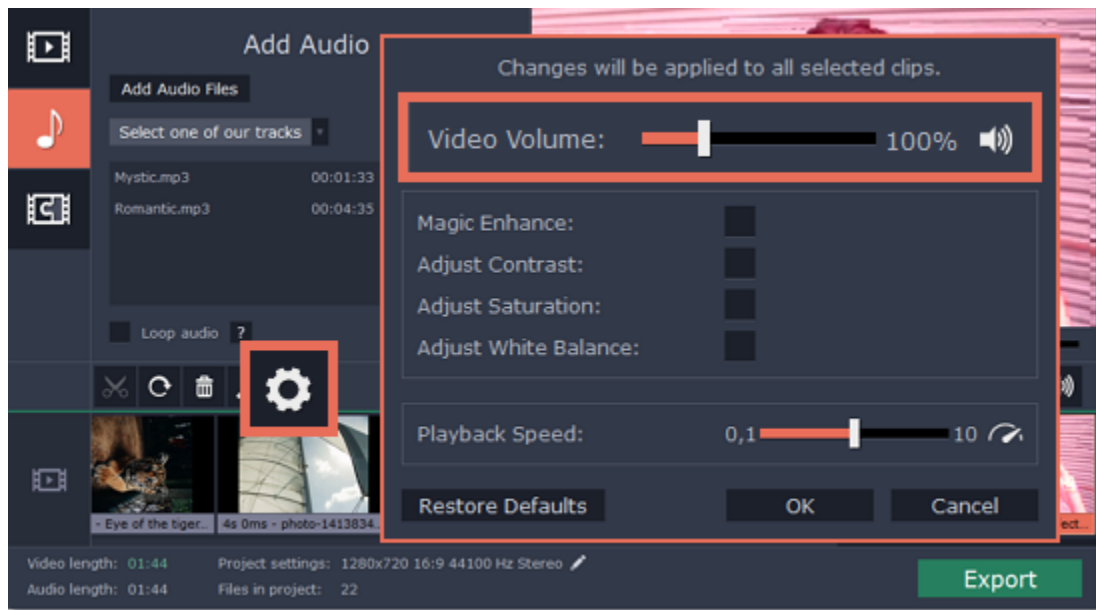 Add Audio
Add Audio Files
Select one of our tracks
Mystic.mp3 00:01:33
Romantic.mp3 00:04:35
Loop audio ?
Changes will be applied to all selected clips.
Video Volume: 100%
Magic Enhance:
Adjust Contrast:
Adjust Saturation:
Adjust White Balance:
Playback Speed: 0,1 10
Restore Defaults OK Cancel
- Eye of the tiger... 4s 0ms - photo-1413834... ect...
Video length: 01:44 Project settings: 1280x720 16:9 44100 Hz Stereo
Audio length: 01:44 Files in project: 22
Export